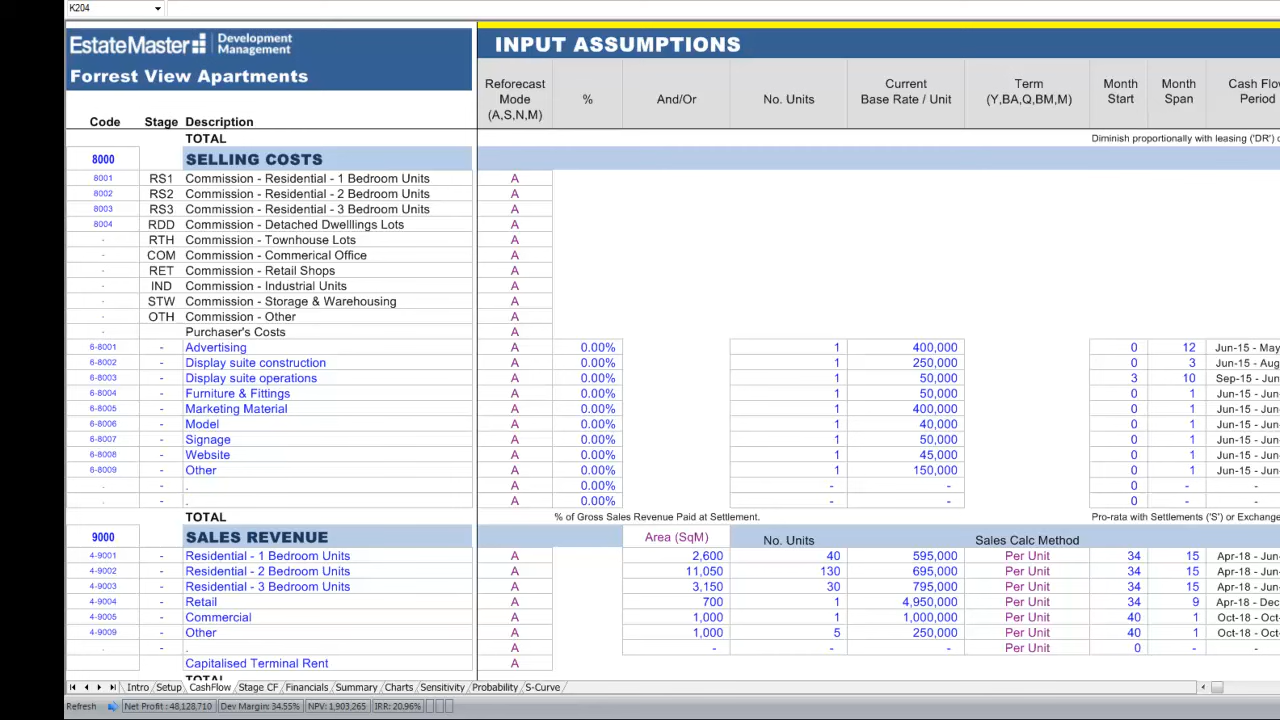 K204
EstateMaster Development Management
INPUT ASSUMPTIONS
Forrest View Apartments
Code Stage Description Reforecast Mode (A,S,N,M) % And/Or No. Units Current Base Rate / Unit Term (Y,BA,Q,BM,M) Month Start Month Span Cash Flow Period
TOTAL Diminish proportionally with leasing ('DR') o
8000 SELLING COSTS
8001 RS1 Commission - Residential - 1 Bedroom Units A
8002 RS2 Commission - Residential - 2 Bedroom Units A
8003 RS3 Commission - Residential - 3 Bedroom Units A
8004 RDD Commission - Detached Dwelllings Lots A
- RTH Commission - Townhouse Lots A
- COM Commission - Commerical Office A
- RET Commission - Retail Shops A
- IND Commission - Industrial Units A
- STW Commission - Storage & Warehousing A
- OTH Commission - Other A
- Purchaser's Costs A
6-8001 - Advertising A 0.00% 1 400,000 0 12 Jun-15 - May
6-8002 - Display suite construction A 0.00% 1 250,000 0 3 Jun-15 - Aug
6-8003 - Display suite operations A 0.00% 1 50,000 3 10 Sep-15 - Jun
6-8004 - Furniture & Fittings A 0.00% 1 50,000 0 1 Jun-15 - Jun-
6-8005 - Marketing Material A 0.00% 1 400,000 0 1 Jun-15 - Jun-
6-8006 - Model A 0.00% 1 40,000 0 1 Jun-15 - Jun-
6-8007 - Signage A 0.00% 1 50,000 0 1 Jun-15 - Jun-
6-8008 - Website A 0.00% 1 45,000 0 1 Jun-15 - Jun-
6-8009 - Other A 0.00% 1 150,000 0 1 Jun-15 - Jun-
. - . A 0.00% - - 0 - -
. - . A 0.00% - - 0 - -
TOTAL % of Gross Sales Revenue Paid at Settlement. Pro-rata with Settlements ('S') or Exchange
9000 SALES REVENUE Area (SqM) No. Units Sales Calc Method
4-9001 - Residential - 1 Bedroom Units A 2,600 40 595,000 Per Unit 34 15 Apr-18 - Jun-
4-9002 - Residential - 2 Bedroom Units A 11,050 130 695,000 Per Unit 34 15 Apr-18 - Jun-
4-9003 - Residential - 3 Bedroom Units A 3,150 30 795,000 Per Unit 34 15 Apr-18 - Jun-
4-9004 - Retail A 700 1 4,950,000 Per Unit 34 9 Apr-18 - Dec
4-9005 - Commercial A 1,000 1 1,000,000 Per Unit 40 1 Oct-18 - Oct-
4-9009 - Other A 1,000 5 250,000 Per Unit 40 1 Oct-18 - Oct-
. - . A - - - Per Unit 0 - -
Capitalised Terminal Rent A
TOTAL
Intro Setup CashFlow Stage CF Financials Summary Charts Sensitivity Probability S-Curve
Refresh Net Profit : 48,128,710 Dev Margin: 34.55% NPV: 1,903,265 IRR: 20.96%